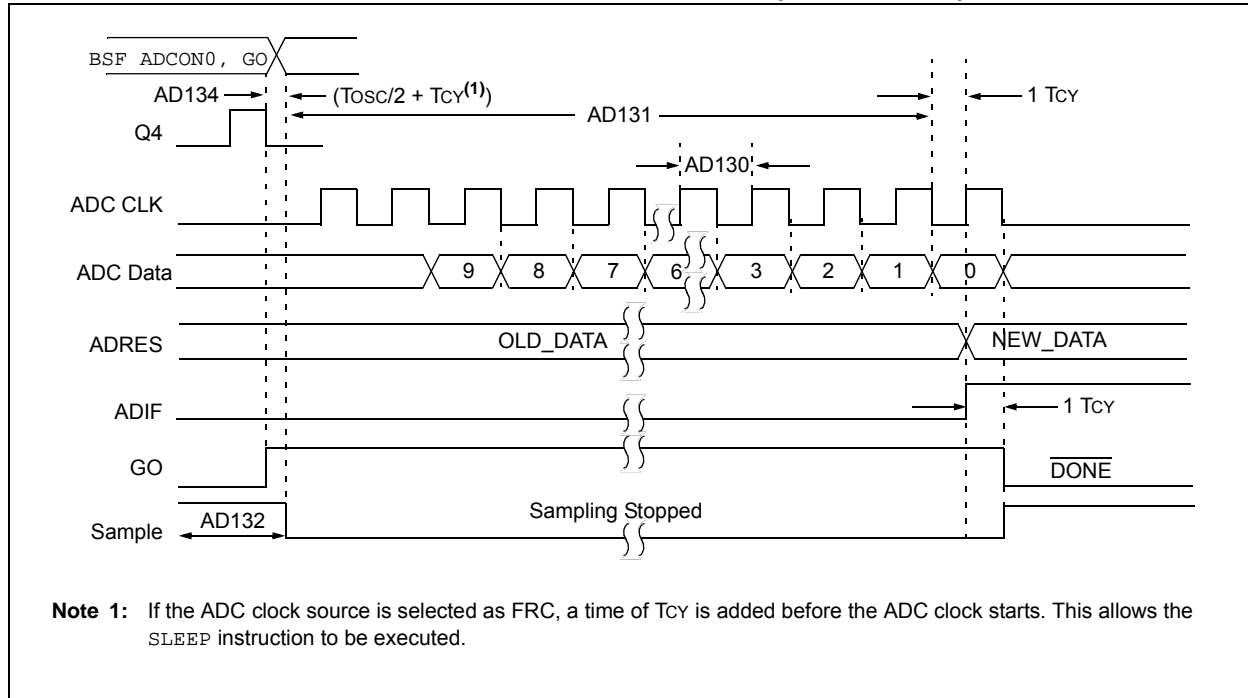 BSF ADCON0, GO
AD134 (TOSC/2 + TCY(1)) 1 TCY
AD131
Q4
AD130
ADC CLK
ADC Data 9 8 7 6 3 2 1 0
ADRES OLD_DATA NEW_DATA
ADIF 1 TCY
GO DONE
Sample AD132 Sampling Stopped
Note 1: If the ADC clock source is selected as FRC, a time of TCY is added before the ADC clock starts. This allows the
SLEEP instruction to be executed.